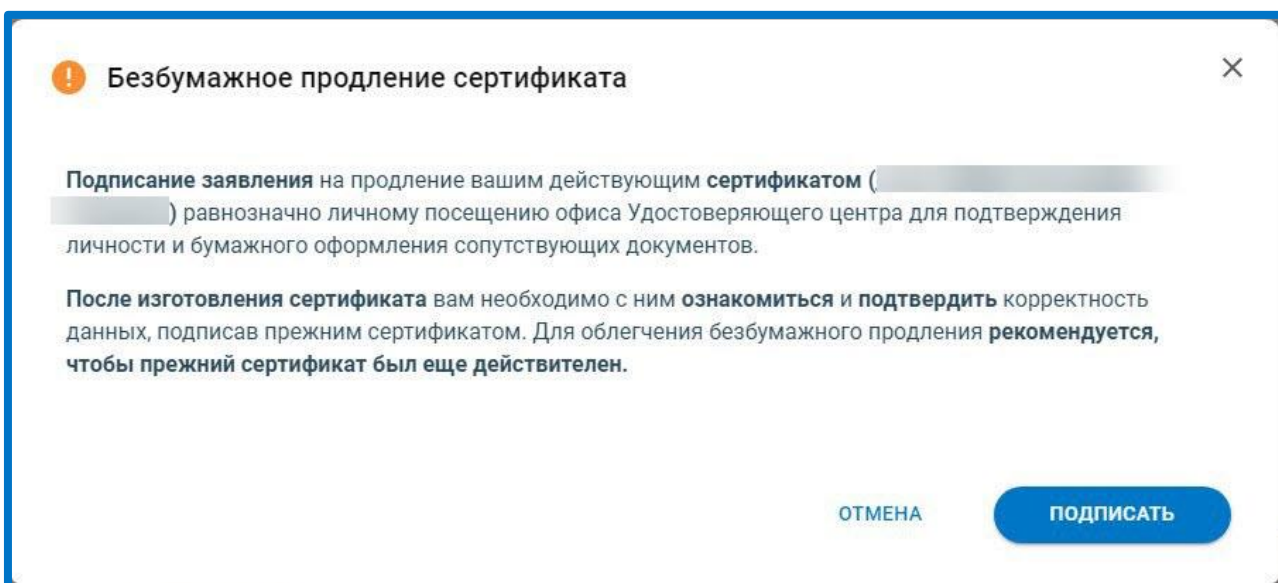 Безбумажное продление сертификата
Подписание заявления на продление вашим действующим сертификатом (
) равнозначно личному посещению офиса Удостоверяющего центра для подтверждения
личности и бумажного оформления сопутствующих документов.
После изготовления сертификата вам необходимо с ним ознакомиться и подтвердить корректность
данных, подписав прежним сертификатом. Для облегчения безбумажного продления рекомендуется,
чтобы прежний сертификат был еще действителен.
ОТМЕНА
ПОДПИСАТЬ